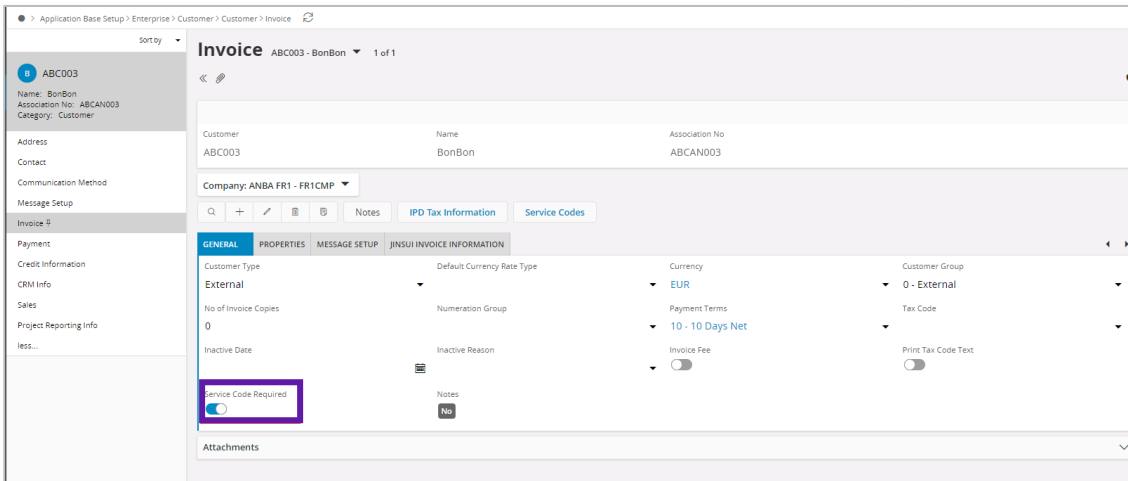 Application Base Setup > Enterprise > Customer > Customer > Invoice
Sort by
B ABC003
Name: BonBon
Association No: ABCAN003
Category: Customer
Address
Contact
Communication Method
Message Setup
Invoice
Payment
Credit Information
CRM Info
Sales
Project Reporting Info
less...
Invoice ABC003 - BonBon 1 of 1
Customer Name Association No
ABC003 BonBon ABCAN003
Company: ANBA FR1 - FR1CMP
Notes IPD Tax Information Service Codes
GENERAL PROPERTIES MESSAGE SETUP JINSUI INVOICE INFORMATION
Customer Type Default Currency Rate Type Currency Customer Group
External EUR 0 - External
No of Invoice Copies Numeration Group Payment Terms Tax Code
0 10 - 10 Days Net
Inactive Date Inactive Reason Invoice Fee Print Tax Code Text
Service Code Required Notes
No
Attachments